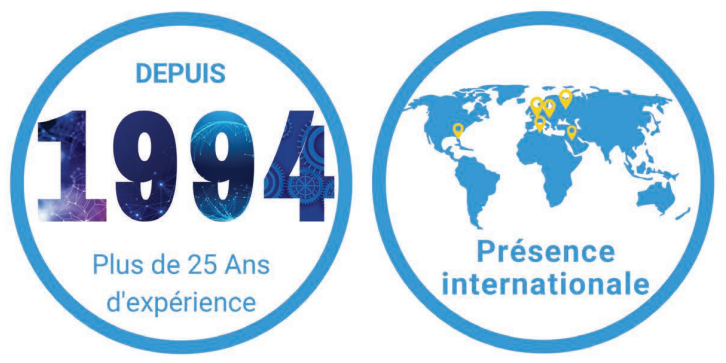 DEPUIS
1994
Plus de 25 Ans
d'expérience
Présence
internationale